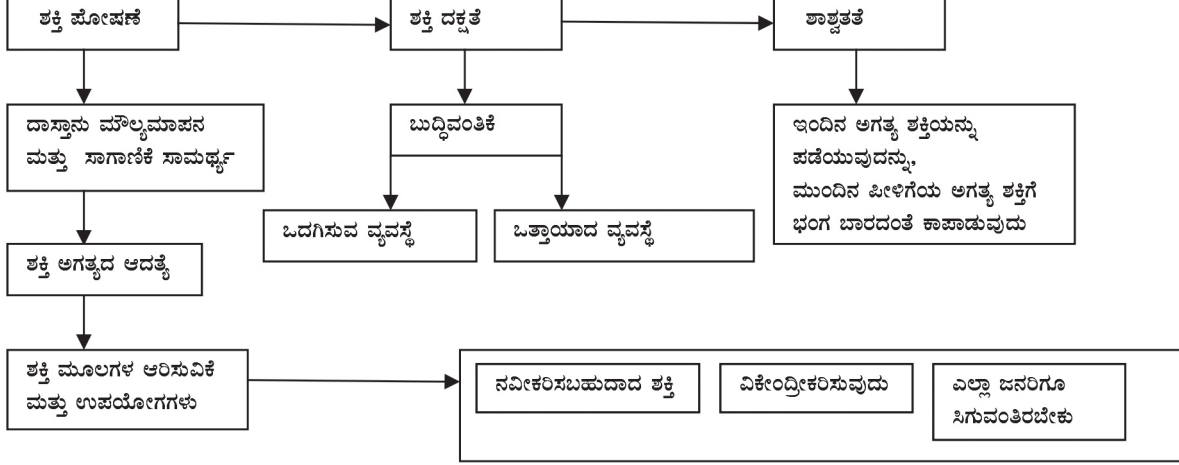 ಶಕ್ತಿ ಪೋಷಣೆ
ಶಕ್ತಿ ದಕ್ಷತೆ
ಶಾಶ್ವತತೆ
ದಾಸ್ತಾನು ಮೌಲ್ಯಮಾಪನ
ಮತ್ತು ಸಾಗಾಣಿಕೆ ಸಾಮರ್ಥ್ಯ
ಬುದ್ಧಿವಂತಿಕೆ
ಇಂದಿನ ಅಗತ್ಯ ಶಕ್ತಿಯನ್ನು
ಪಡೆಯುವುದನ್ನು,
ಮುಂದಿನ ಪೀಳಿಗೆಯ ಅಗತ್ಯ ಶಕ್ತಿಗೆ
ಭಂಗ ಬಾರದಂತೆ ಕಾಪಾಡುವುದು
ಒದಗಿಸುವ ವ್ಯವಸ್ಥೆ
ಒತ್ತಾಯಾದ ವ್ಯವಸ್ಥೆ
ಶಕ್ತಿ ಅಗತ್ಯದ ಆದತ್ಯೆ
ಶಕ್ತಿ ಮೂಲಗಳ ಆರಿಸುವಿಕೆ
ಮತ್ತು ಉಪಯೋಗಗಳು
ನವೀಕರಿಸಬಹುದಾದ ಶಕ್ತಿ
ವಿಕೇಂದ್ರೀಕರಿಸುವುದು
ಎಲ್ಲಾ ಜನರಿಗೂ
ಸಿಗುವಂತಿರಬೇಕು